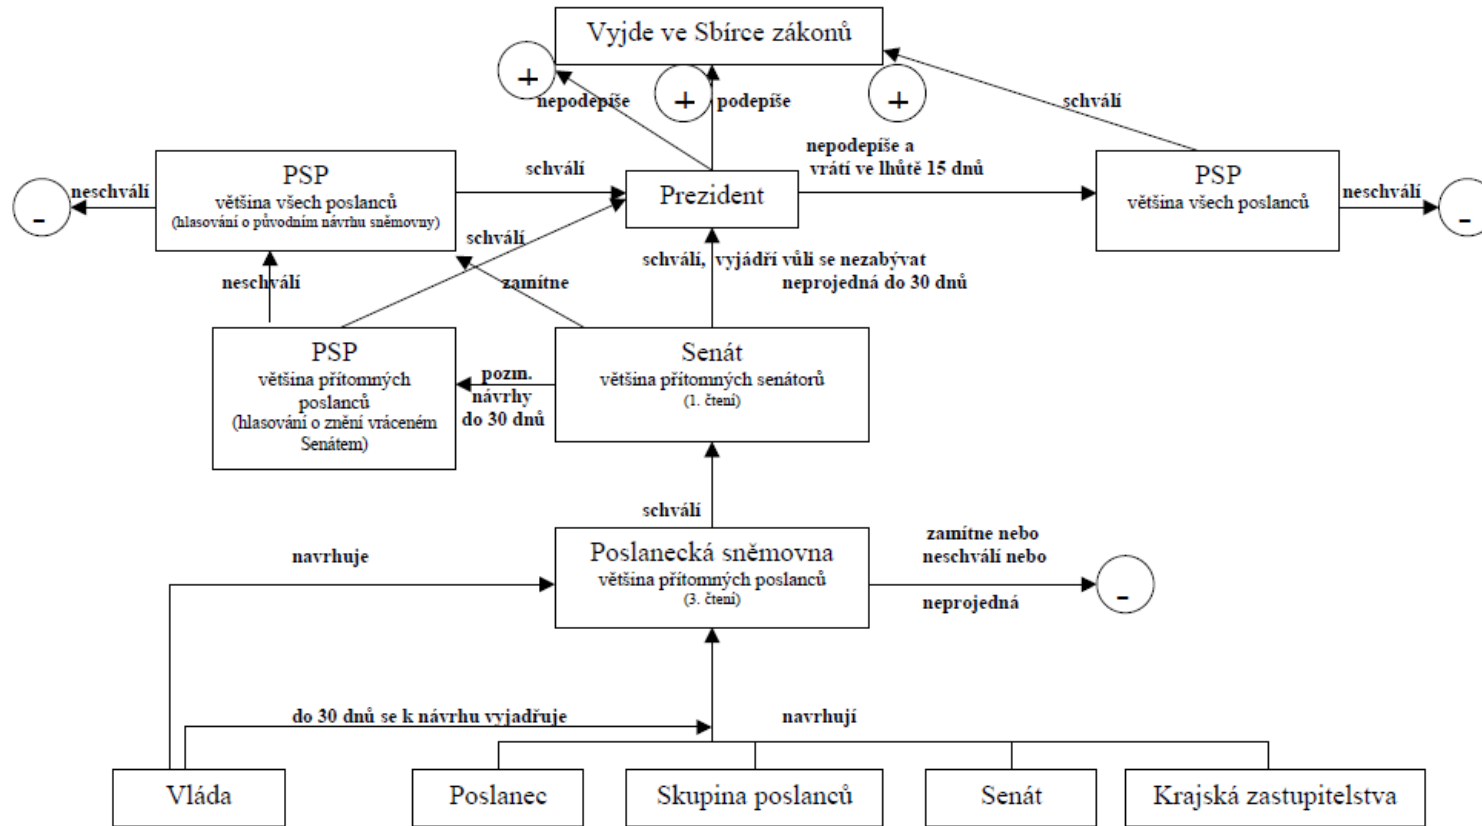 Vyjde ve Sbírce zákonů
+
+
+
nepodepíše
podepíše
schválí
PSP
většina všech poslanců
(hlasování o původním návrhu sněmovny)
neschválí
-
schválí
Prezident
nepodepíše a
vrátí ve lhůtě 15 dnů
PSP
většina všech poslanců
neschválí
-
schválí
neschválí
zamítne
schválí, vyjádří vůli se nezabývat
neprojedná do 30 dnů
PSP
většina přítomných
poslanců
(hlasování o znění vráceném
Senátem)
pozm.
návrhy
do 30 dnů
Senát
většina přítomných senátorů
(1. čtení)
schválí
navrhuje
Poslanecká sněmovna
většina přítomných poslanců
(3. čtení)
zamítne nebo
neschválí nebo
neprojedná
-
do 30 dnů se k návrhu vyjadřuje
navrhují
Vláda
Poslanec
Skupina poslanců
Senát
Krajská zastupitelstva